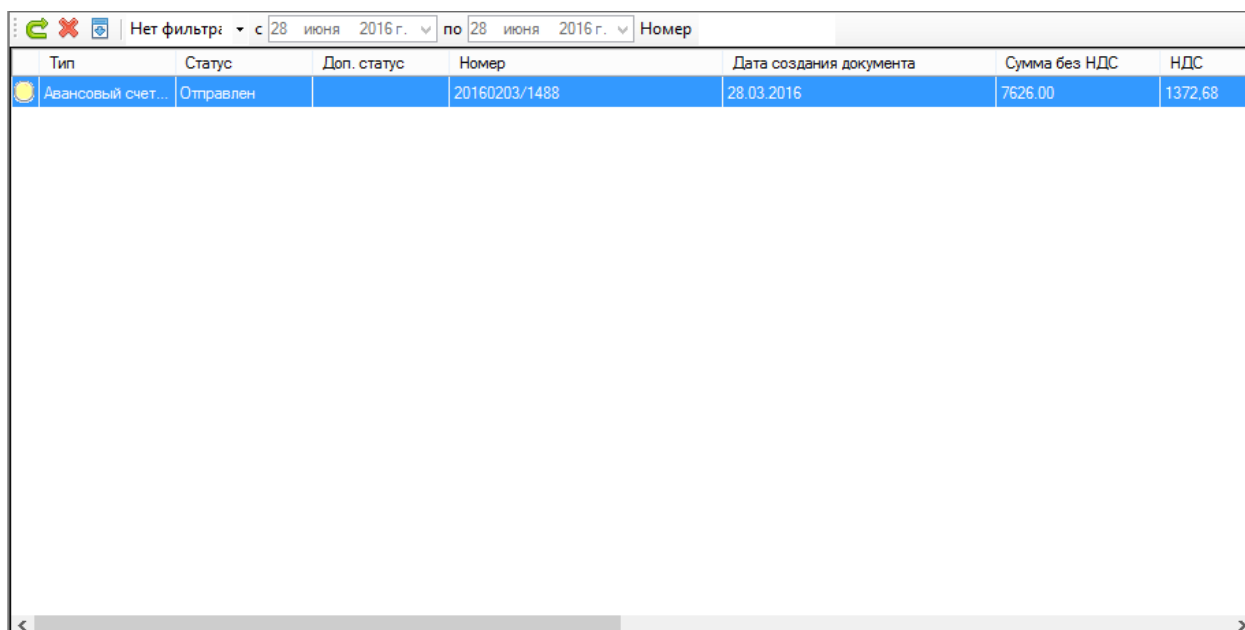 Нет фильтра с 28 июня 2016 г. по 28 июня 2016 г. Номер
Тип Статус Доп. статус Номер Дата создания документа Сумма без НДС НДС
Авансовый счет... Отправлен 20160203/1488 28.03.2016 7626.00 1372,68